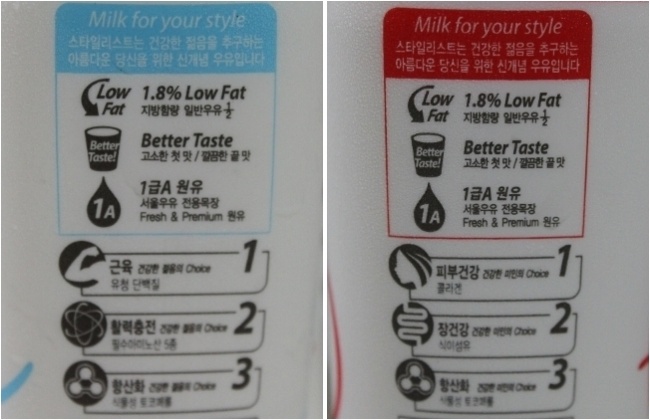 Milk for your style
스타일리스트는 건강한 젊음을 추구하는
아름다운 당신을 위한 신개념 우유입니다
Low Fat
1.8% Low Fat
지방함량 일반우유 ½
Better Taste!
Better Taste
고소한 첫 맛 / 깔끔한 끝 맛
1A
1급A 원유
서울우유 전용목장
Fresh & Premium 원유
근육 건강한 젊음의 Choice 1
유청 단백질
활력충전 건강한 젊음의 Choice 2
필수아미노산 5종
항산화 건강한 젊음의 Choice 3
식물성 토코페롤
Milk for your style
스타일리스트는 건강한 젊음을 추구하는
아름다운 당신을 위한 신개념 우유입니다
Low Fat
1.8% Low Fat
지방함량 일반우유 ½
Better Taste!
Better Taste
고소한 첫 맛 / 깔끔한 끝 맛
1A
1급A 원유
서울우유 전용목장
Fresh & Premium 원유
피부건강 건강한 미인의 Choice 1
콜라겐
장건강 건강한 미인의 Choice 2
식이섬유
항산화 건강한 미인의 Choice 3
식물성 토코페롤